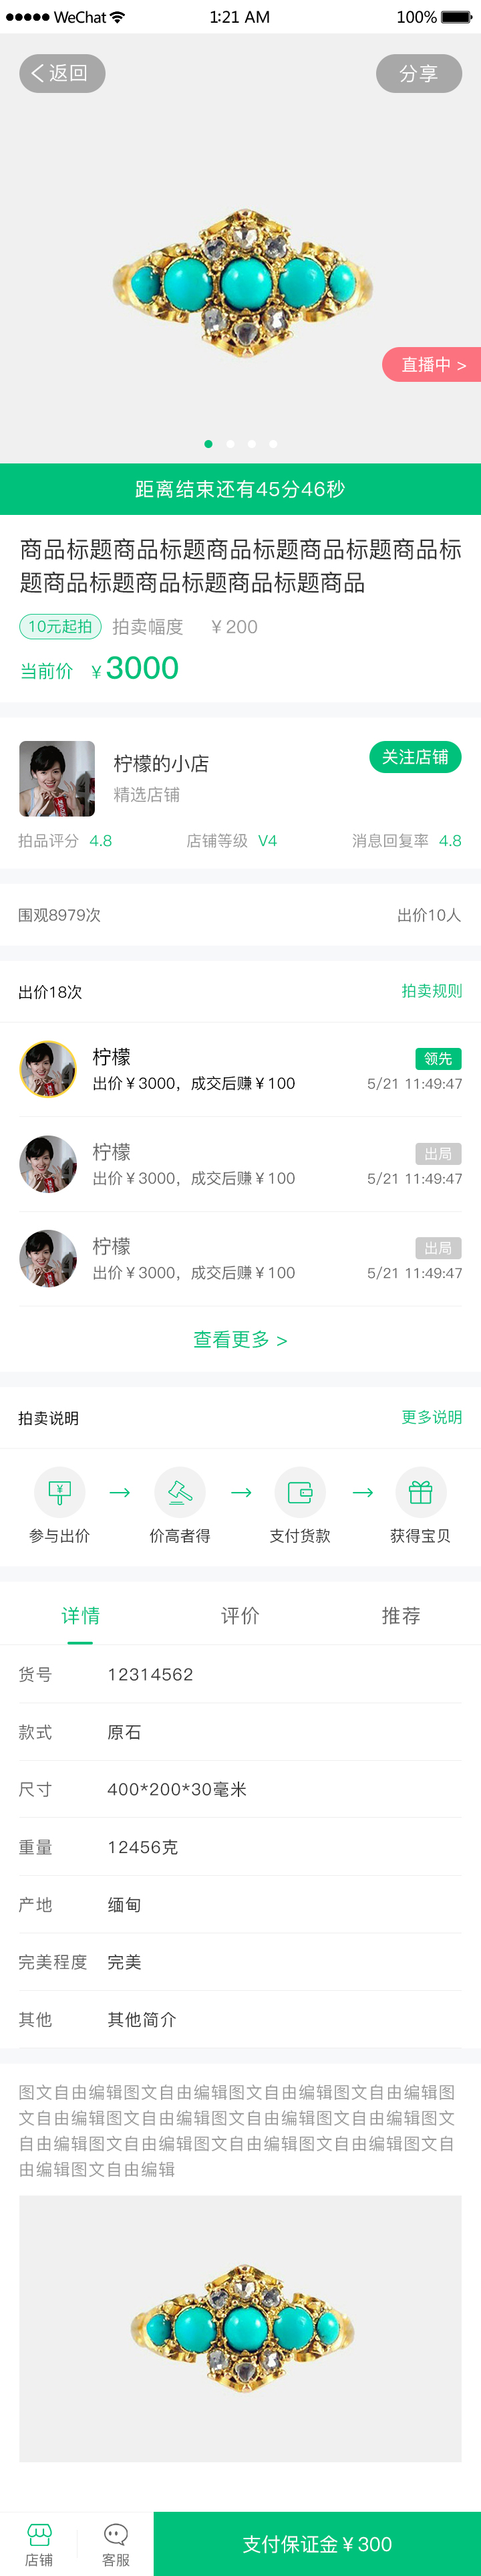 WeChat 1:21 AM 100%
返回 分享
直播中 >
距离结束还有45分46秒
商品标题商品标题商品标题商品标题商品标
题商品标题商品标题商品标题商品
10元起拍 拍卖幅度 ¥200
当前价 ¥3000
柠檬的小店 关注店铺
精选店铺
拍品评分 4.8 店铺等级 V4 消息回复率 4.8
围观8979次 出价10人
出价18次 拍卖规则
柠檬 领先
出价¥3000，成交后赚¥100 5/21 11:49:47
柠檬 出局
出价¥3000，成交后赚¥100 5/21 11:49:47
柠檬 出局
出价¥3000，成交后赚¥100 5/21 11:49:47
查看更多 >
拍卖说明 更多说明
参与出价 价高者得 支付货款 获得宝贝
详情 评价 推荐
货号 12314562
款式 原石
尺寸 400*200*30毫米
重量 12456克
产地 缅甸
完美程度 完美
其他 其他简介
图文自由编辑图文自由编辑图文自由编辑图文自由编辑图
文自由编辑图文自由编辑图文自由编辑图文自由编辑图文
自由编辑图文自由编辑图文自由编辑图文自由编辑图文自
由编辑图文自由编辑
店铺 客服 支付保证金¥300